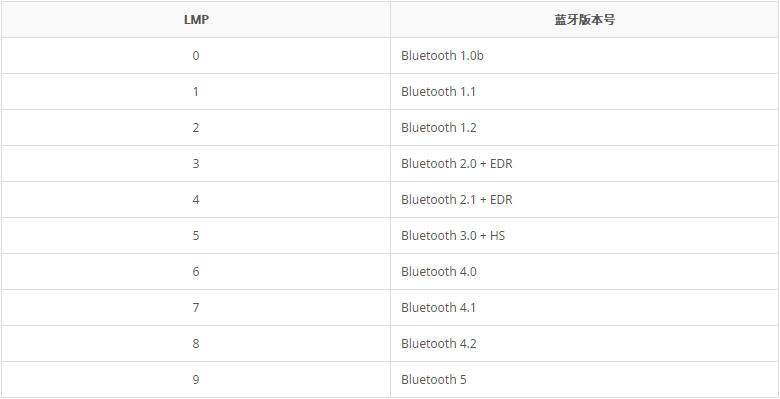 LMP 蓝牙版本号
0 Bluetooth 1.0b
1 Bluetooth 1.1
2 Bluetooth 1.2
3 Bluetooth 2.0 + EDR
4 Bluetooth 2.1 + EDR
5 Bluetooth 3.0 + HS
6 Bluetooth 4.0
7 Bluetooth 4.1
8 Bluetooth 4.2
9 Bluetooth 5